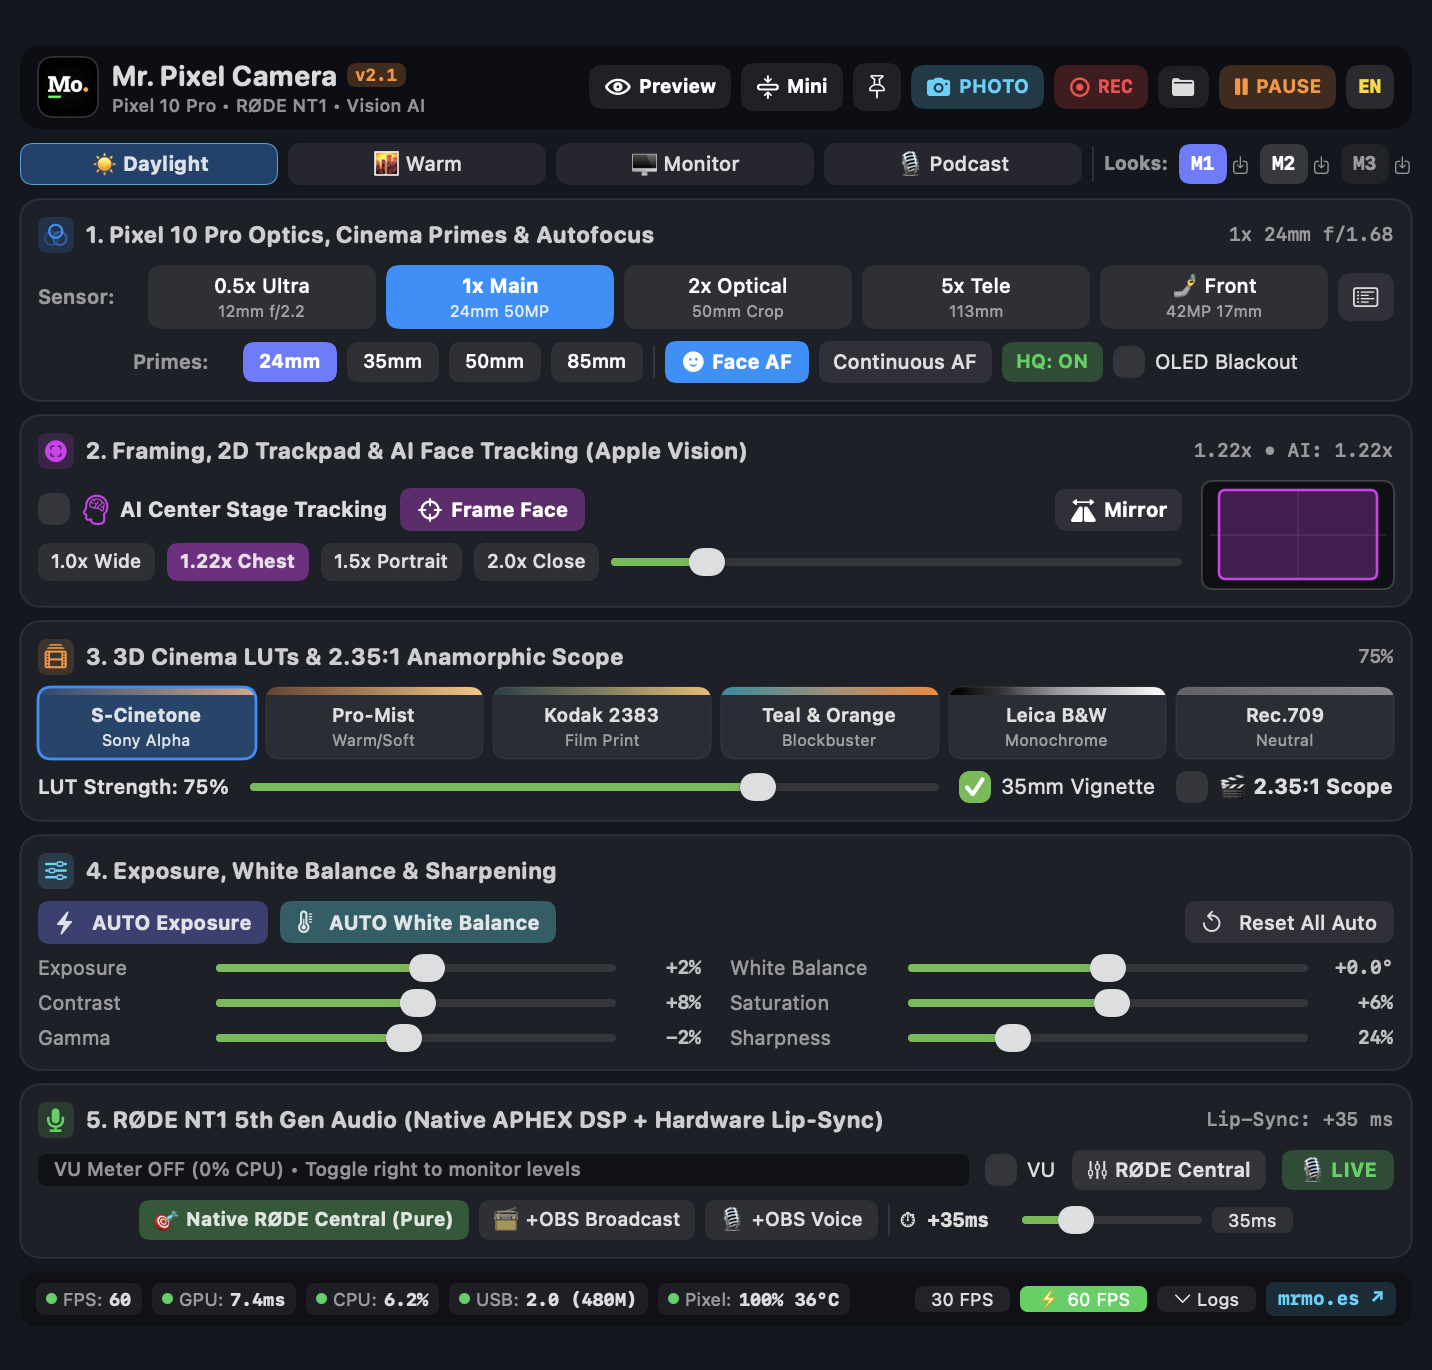 Mo.
Mr. Pixel Camera v2.1
Pixel 10 Pro • RØDE NT1 • Vision AI
Preview Mini PHOTO REC PAUSE EN
Daylight Warm Monitor Podcast Looks: M1 M2 M3
1. Pixel 10 Pro Optics, Cinema Primes & Autofocus 1x 24mm f/1.68
Sensor:
0.5x Ultra
12mm f/2.2
1x Main
24mm 50MP
2x Optical
50mm Crop
5x Tele
113mm
Front
42MP 17mm
Primes: 24mm 35mm 50mm 85mm Face AF Continuous AF HQ: ON OLED Blackout
2. Framing, 2D Trackpad & AI Face Tracking (Apple Vision) 1.22x • AI: 1.22x
AI Center Stage Tracking Frame Face Mirror
1.0x Wide 1.22x Chest 1.5x Portrait 2.0x Close
3. 3D Cinema LUTs & 2.35:1 Anamorphic Scope 75%
S-Cinetone
Sony Alpha
Pro-Mist
Warm/Soft
Kodak 2383
Film Print
Teal & Orange
Blockbuster
Leica B&W
Monochrome
Rec.709
Neutral
LUT Strength: 75% 35mm Vignette 2.35:1 Scope
4. Exposure, White Balance & Sharpening
AUTO Exposure AUTO White Balance Reset All Auto
Exposure +2% White Balance +0.0°
Contrast +8% Saturation +6%
Gamma −2% Sharpness 24%
5. RØDE NT1 5th Gen Audio (Native APHEX DSP + Hardware Lip-Sync) Lip-Sync: +35 ms
VU Meter OFF (0% CPU) • Toggle right to monitor levels VU RØDE Central LIVE
Native RØDE Central (Pure) +OBS Broadcast +OBS Voice +35ms 35ms
FPS: 60 GPU: 7.4ms CPU: 6.2% USB: 2.0 (480M) Pixel: 100% 36°C 30 FPS 60 FPS Logs mrmo.es ↗